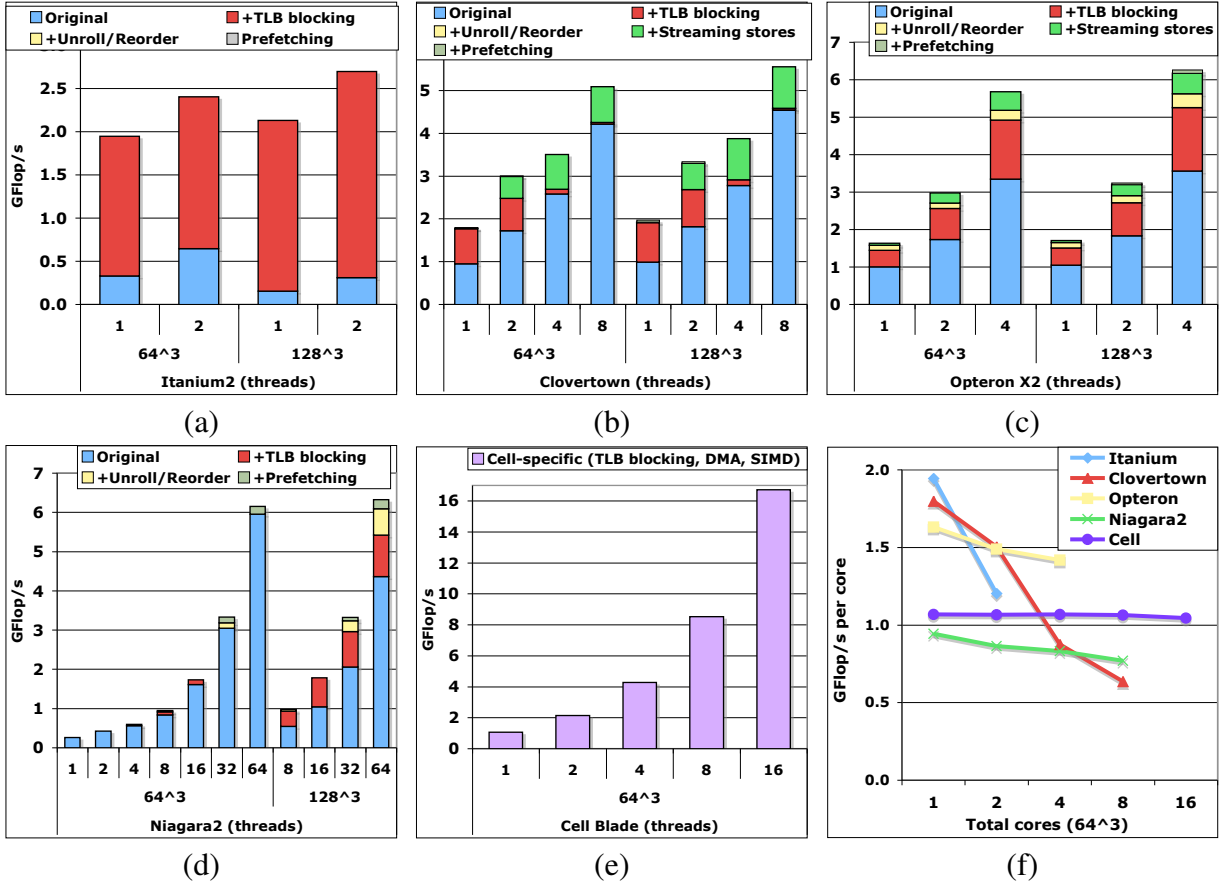 Original
+TLB blocking
+Unroll/Reorder
Prefetching
GFlop/s
2.5
2.0
1.5
1.0
0.5
0.0
1 2 1 2
64^3 128^3
Itanium2 (threads)
(a)
Original
+TLB blocking
+Unroll/Reorder
+Streaming stores
+Prefetching
5
4
3
2
1
0
1 2 4 8 1 2 4 8
64^3 128^3
Clovertown (threads)
(b)
Original
+TLB blocking
+Unroll/Reorder
+Streaming stores
+Prefetching
7
6
5
4
3
2
1
0
1 2 4 1 2 4
64^3 128^3
Opteron X2 (threads)
(c)
Original
+TLB blocking
+Unroll/Reorder
+Prefetching
GFlop/s
7
6
5
4
3
2
1
0
1 2 4 8 16 32 64 8 16 32 64
64^3 128^3
Niagara2 (threads)
(d)
Cell-specific (TLB blocking, DMA, SIMD)
GFlop/s
16
14
12
10
8
6
4
2
0
1 2 4 8 16
64^3
Cell Blade (threads)
(e)
Itanium
Clovertown
Opteron
Niagara2
Cell
GFlop/s per core
2.0
1.5
1.0
0.5
0.0
1 2 4 8 16
Total cores (64^3)
(f)